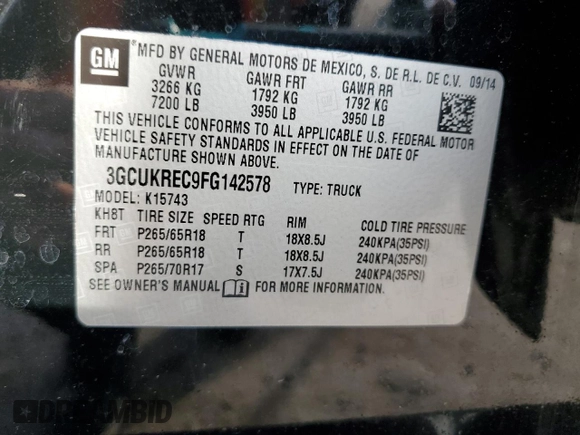 GM
*MFD BY GENERAL MOTORS DE MEXICO, S. DE R.L. DE C.V. 09/14
GVWR GAWR FRT GAWR RR
3266 KG 1792 KG 1792 KG
7200 LB 3950 LB 3950 LB
THIS VEHICLE CONFORMS TO ALL APPLICABLE U.S. FEDERAL MOTOR
VEHICLE SAFETY STANDARDS IN EFFECT ON THE DATE OF
MANUFACTURE SHOWN ABOVE.
3GCUKREC9FG142578 TYPE: TRUCK
MODEL: K15743
KH8T TIRE SIZE SPEED RTG RIM COLD TIRE PRESSURE
FRT P265/65R18 T 18X8.5J 240KPA(35PSI)
RR P265/65R18 T 18X8.5J 240KPA(35PSI)
SPA P265/70R17 S 17X7.5J 240KPA(35PSI)
SEE OWNER'S MANUAL FOR MORE INFORMATION.
DREAMBID